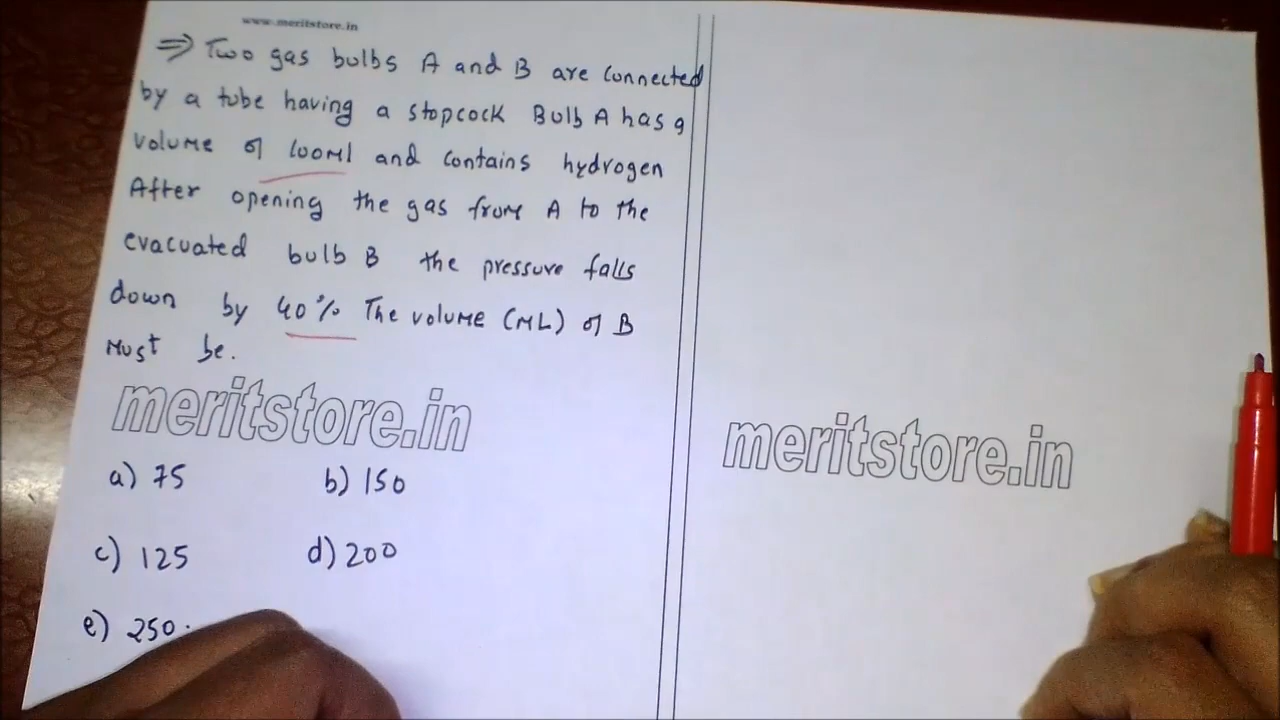 www.meritstore.in
⇒ Two gas bulbs A and B are connected
by a tube having a stopcock Bulb A has a
volume of 100Ml and contains hydrogen
After opening the gas from A to the
evacuated bulb B the pressure falls
down by 40% The volume (ML) of B
Must be.
meritstore.in
a) 75 b) 150
c) 125 d) 200
e) 250.
meritstore.in